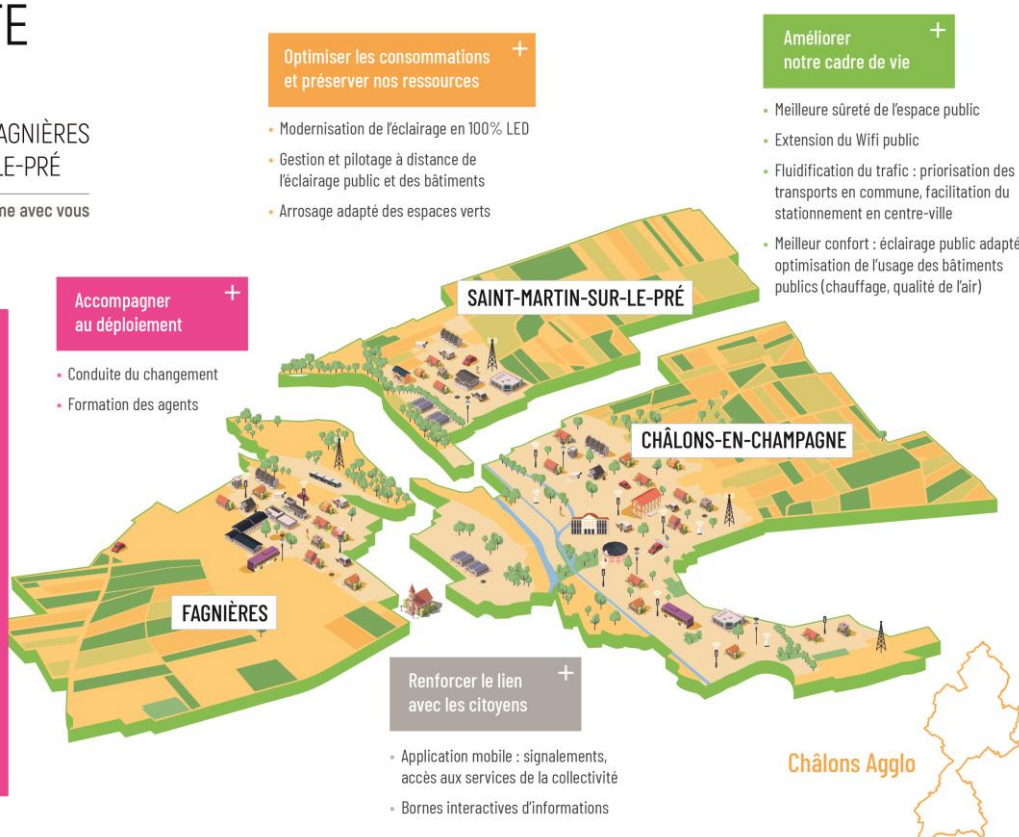 TE
AGNIÈRES
LE-PRÉ
me avec vous
Optimiser les consommations
et préserver nos ressources
+
• Modernisation de l'éclairage en 100% LED
• Gestion et pilotage à distance de
l'éclairage public et des bâtiments
• Arrosage adapté des espaces verts
Améliorer
notre cadre de vie
+
• Meilleure sûreté de l'espace public
• Extension du Wifi public
• Fluidification du trafic : priorisation des
transports en commune, facilitation du
stationnement en centre-ville
• Meilleur confort : éclairage public adapté
optimisation de l'usage des bâtiments
publics (chauffage, qualité de l'air)
Accompagner
au déploiement
+
• Conduite du changement
• Formation des agents
SAINT-MARTIN-SUR-LE-PRÉ
CHÂLONS-EN-CHAMPAGNE
FAGNIÈRES
Renforcer le lien
avec les citoyens
+
• Application mobile : signalements,
accès aux services de la collectivité
• Bornes interactives d'informations
Châlons Agglo